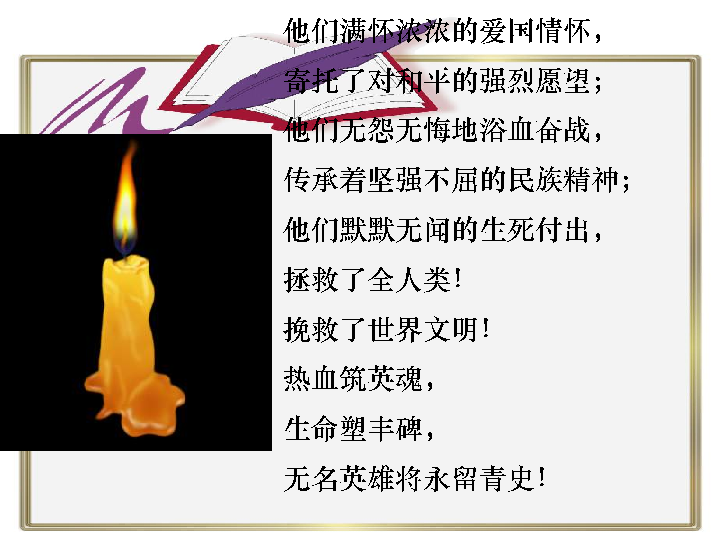 他们满怀浓浓的爱国情怀，
寄托了对和平的强烈愿望；
他们无怨无悔地浴血奋战，
传承着坚强不屈的民族精神；
他们默默无闻的生死付出，
拯救了全人类！
挽救了世界文明！
热血筑英魂，
生命塑丰碑，
无名英雄将永留青史！